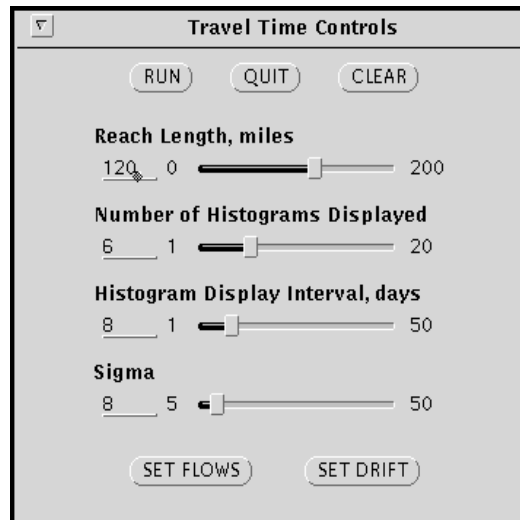 Travel Time Controls
RUN QUIT CLEAR
Reach Length, miles
120 0 200
Number of Histograms Displayed
6 1 20
Histogram Display Interval, days
8 1 50
Sigma
8 5 50
SET FLOWS SET DRIFT